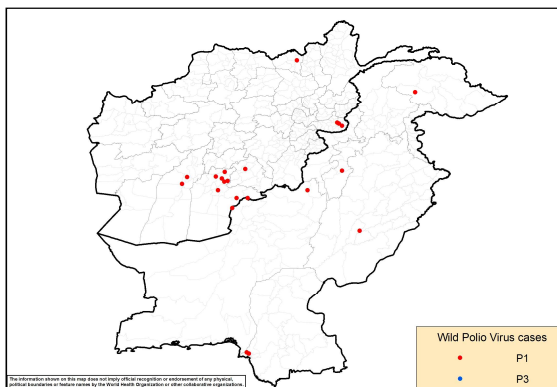 Wild Polio Virus cases
P1
P3
The information shown on this map does not imply official recognition or endorsement of any physical,
political boundaries or feature names by the World Health Organization or other collaborative organizations.